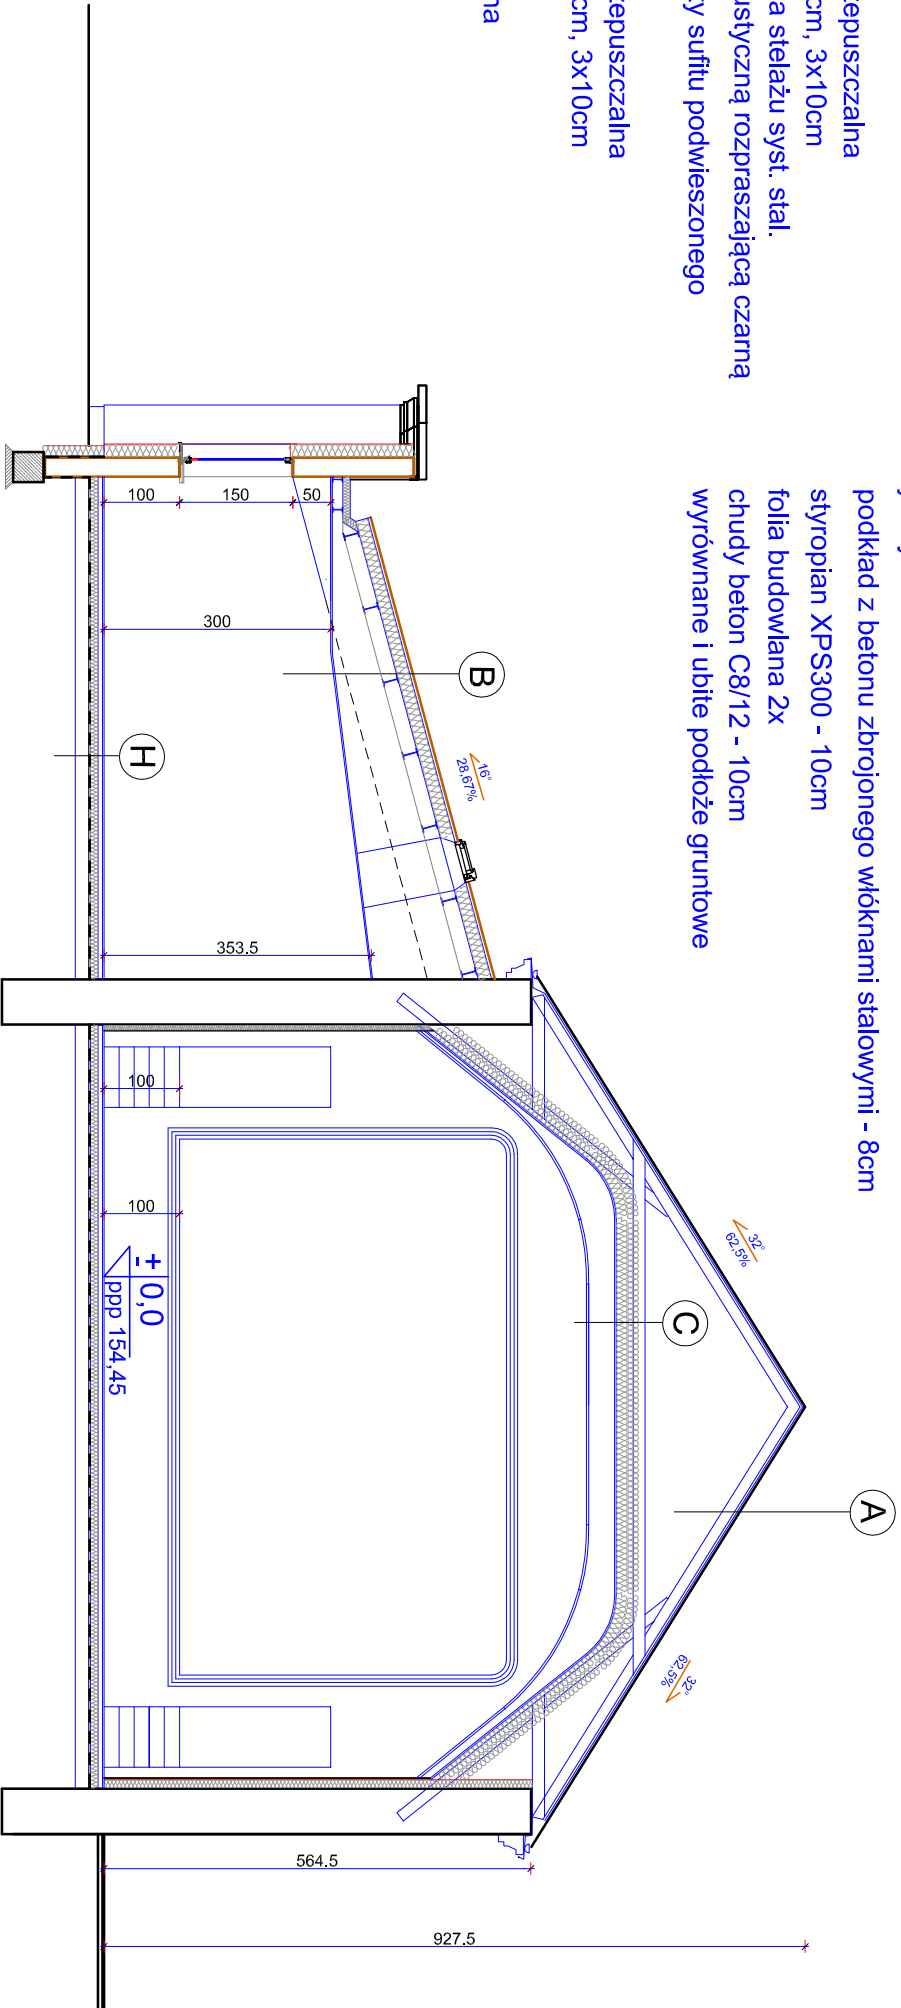 epuszczalna
cm, 3x10cm
a stelażu syst. stal.
ustyczną rozpraszającą czarną
y sufitu podwieszonego
epuszczalna
cm, 3x10cm
na
podkład z betonu zbrojonego włóknami stalowymi - 8cm
styropian XPS300 - 10cm
folia budowlana 2x
chudy beton C8/12 - 10cm
wyrównane i ubite podłoże gruntowe
100
150
50
300
B
H
16°
28,67%
353.5
100
100
+ 0,0
-
ppp 154,45
C
32°
62,5%
A
32°
62,5%
564.5
927.5